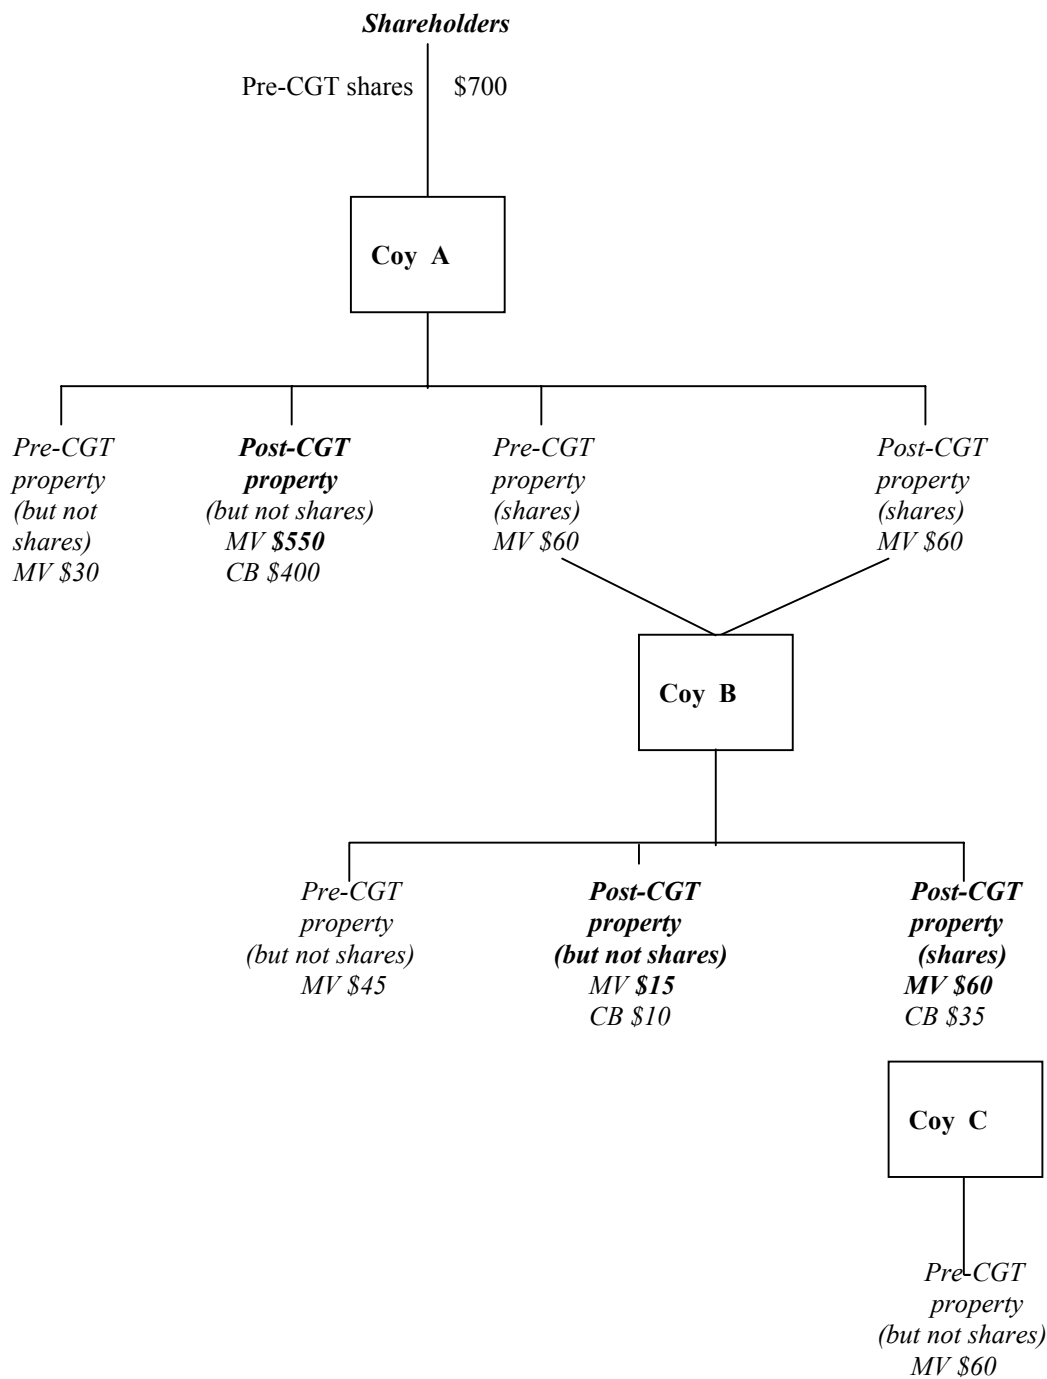 Shareholders
Pre-CGT shares $700
Coy A
Pre-CGT
property
(but not
shares)
MV $30
Post-CGT
property
(but not shares)
MV $550
CB $400
Pre-CGT
property
(shares)
MV $60
Post-CGT
property
(shares)
MV $60
Coy B
Pre-CGT
property
(but not shares)
MV $45
Post-CGT
property
(but not shares)
MV $15
CB $10
Post-CGT
property
(shares)
MV $60
CB $35
Coy C
Pre-CGT
property
(but not shares)
MV $60